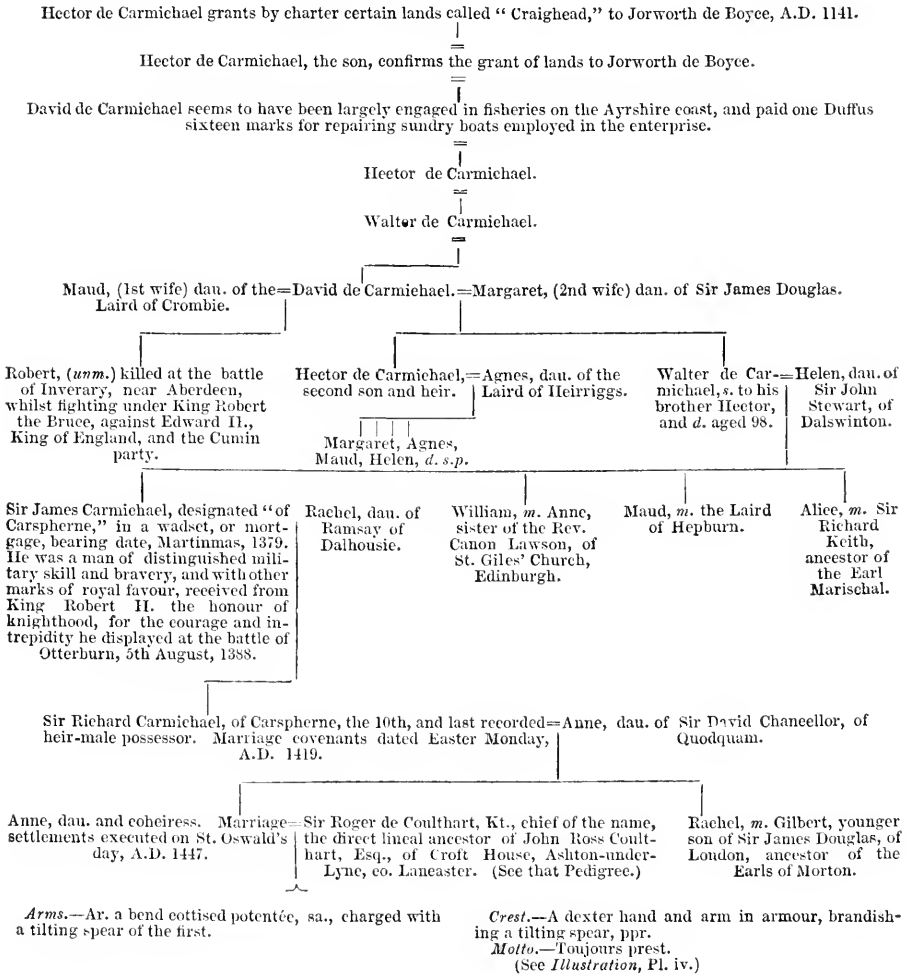 Hector de Carmichael grants by charter certain lands called “ Craighead,” to Jorworth de Boyce, A.D. 1141.
Hector de Carmichael, the son, confirms the grant of lands to Jorworth de Boyce.
David de Carmichael seems to have been largely engaged in fisheries on the Ayrshire coast, and paid one Duffus
sixteen marks for repairing sundry boats employed in the enterprise.
Hector de Carmichael.
Walter de Carmichael.
Maud, (1st wife) dau. of the=David de Carmichael.=Margaret, (2nd wife) dau. of Sir James Douglas.
Laird of Crombie.
Robert, (unm.) killed at the battle
of Inverary, near Aberdeen,
whilst fighting under King Robert
the Bruce, against Edward II.,
King of England, and the Cumin
party.
Hector de Carmichael,=Agnes, dau. of the
second son and heir. Laird of Heirriggs.
Margaret, Agnes,
Maud, Helen, d. s.p.
Walter de Car-=Helen, dau. of
michael, s. to his Sir John
brother Hector, Stewart, of
and d. aged 98. Dalswinton.
Sir James Carmichael, designated “of
Carspherne,” in a wadset, or mort-
gage, bearing date, Martinmas, 1379.
He was a man of distinguished mili-
tary skill and bravery, and with other
marks of royal favour, received from
King Robert II. the honour of
knighthood, for the courage and in-
trepidity he displayed at the battle of
Otterburn, 5th August, 1388.
Rachel, dau. of
Ramsay of
Dalhousie.
William, m. Anne,
sister of the Rev.
Canon Lawson, of
St. Giles’ Church,
Edinburgh.
Maud, m. the Laird
of Hepburn.
Alice, m. Sir
Richard
Keith,
ancestor of
the Earl
Marischal.
Sir Richard Carmichael, of Carspherne, the 10th, and last recorded=Anne, dau. of Sir David Chancellor, of
heir-male possessor. Marriage covenants dated Easter Monday, Quodquam.
A.D. 1419.
Anne, dau. and coheiress. Marriage=
settlements executed on St. Oswald’s
day, A.D. 1447.
Sir Roger de Coulthart, Kt., chief of the name,
the direct lineal ancestor of John Ross Coult-
hart, Esq., of Croft House, Ashton-under-
Lyne, co. Lancaster. (See that Pedigree.)
Rachel, m. Gilbert, younger
son of Sir James Douglas, of
London, ancestor of the
Earls of Morton.
Arms.—Ar. a bend cottised potentée, sa., charged with
a tilting spear of the first.
Crest.—A dexter hand and arm in armour, brandish-
ing a tilting spear, ppr.
Motto.—Toujours prest.
(See Illustration, Pl. iv.)